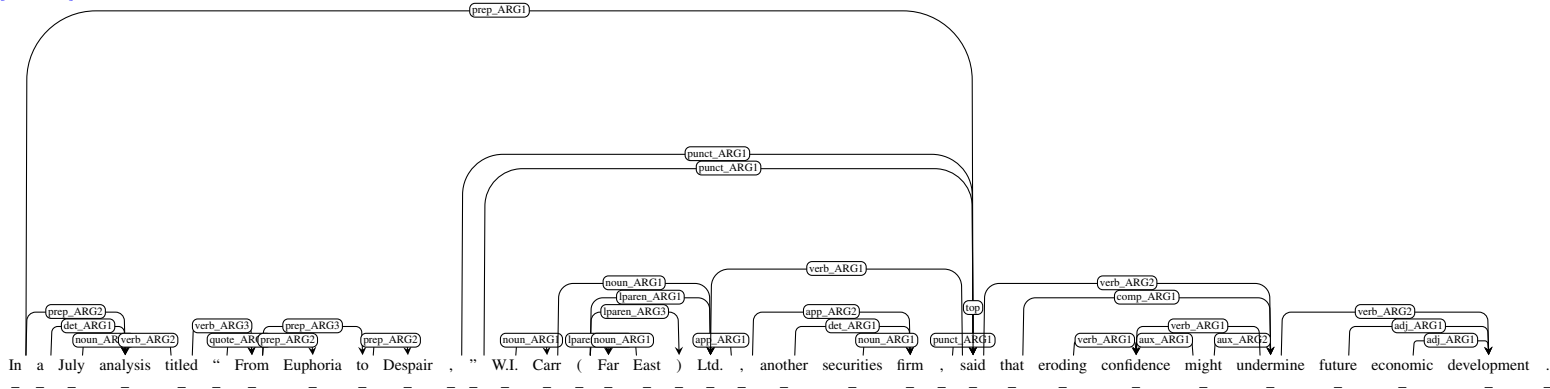 prep_ARG1
punct_ARG1
punct_ARG1
verb_ARG1
noun_ARG1 verb_ARG2
lparen_ARG1 comp_ARG1
prep_ARG2 lparen_ARG3 top app_ARG2 verb_ARG2
det_ARG1 verb_ARG3 prep_ARG3 det_ARG1 verb_ARG1 adj_ARG1
verb_ARG2 prep_ARG2 prep_ARG2 noun_ARG1 noun_ARG1 app_ARG1 noun_ARG1 punct_ARG1 verb_ARG1 aux_ARG1 aux_ARG2 adj_ARG1
In a July analysis titled “ From Euphoria to Despair , ” W.I. Carr ( Far East ) Ltd. , another securities firm , said that eroding confidence might undermine future economic development .